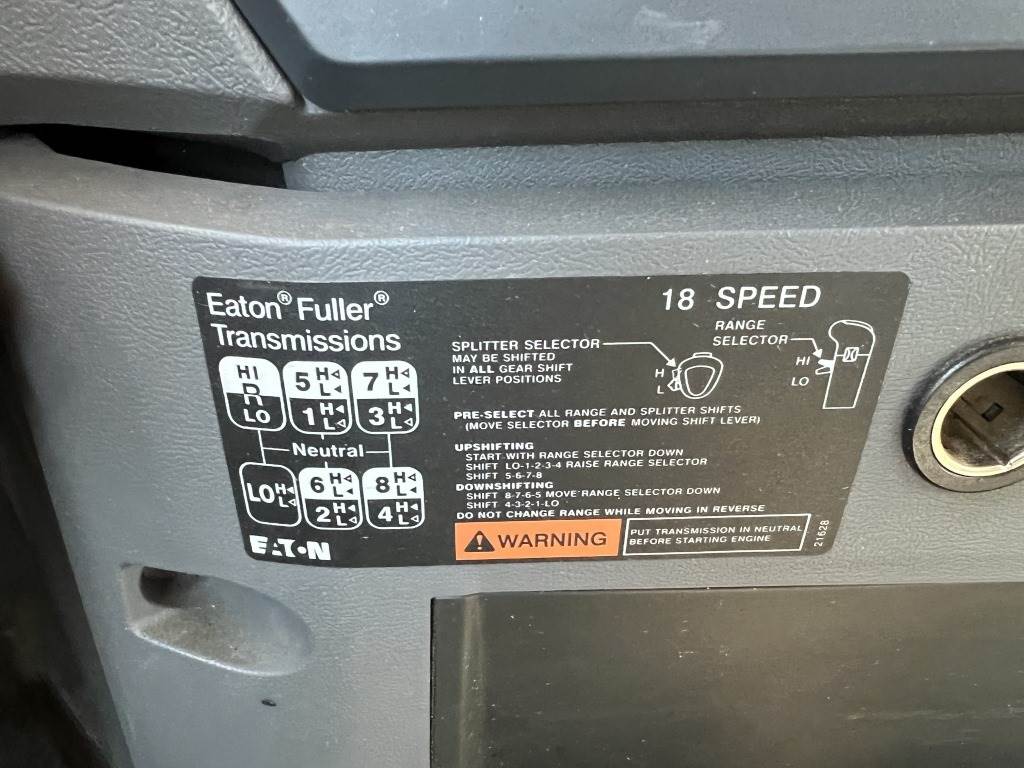 Eaton® Fuller®
Transmissions
18 SPEED
HI
R
LO
5 H L
1 H L
7 H L
3 H L
Neutral
LO H L
6 H L
2 H L
8 H L
4 H L
EATON
SPLITTER SELECTOR
MAY BE SHIFTED
IN ALL GEAR SHIFT
LEVER POSITIONS
H
L
RANGE
SELECTOR
HI
LO
PRE-SELECT ALL RANGE AND SPLITTER SHIFTS
(MOVE SELECTOR BEFORE MOVING SHIFT LEVER)
UPSHIFTING
START WITH RANGE SELECTOR DOWN
SHIFT LO-1-2-3-4 RAISE RANGE SELECTOR
SHIFT 5-6-7-8
DOWNSHIFTING
SHIFT 8-7-6-5 MOVE RANGE SELECTOR DOWN
SHIFT 4-3-2-1-LO
DO NOT CHANGE RANGE WHILE MOVING IN REVERSE
WARNING
PUT TRANSMISSION IN NEUTRAL
BEFORE STARTING ENGINE
21628